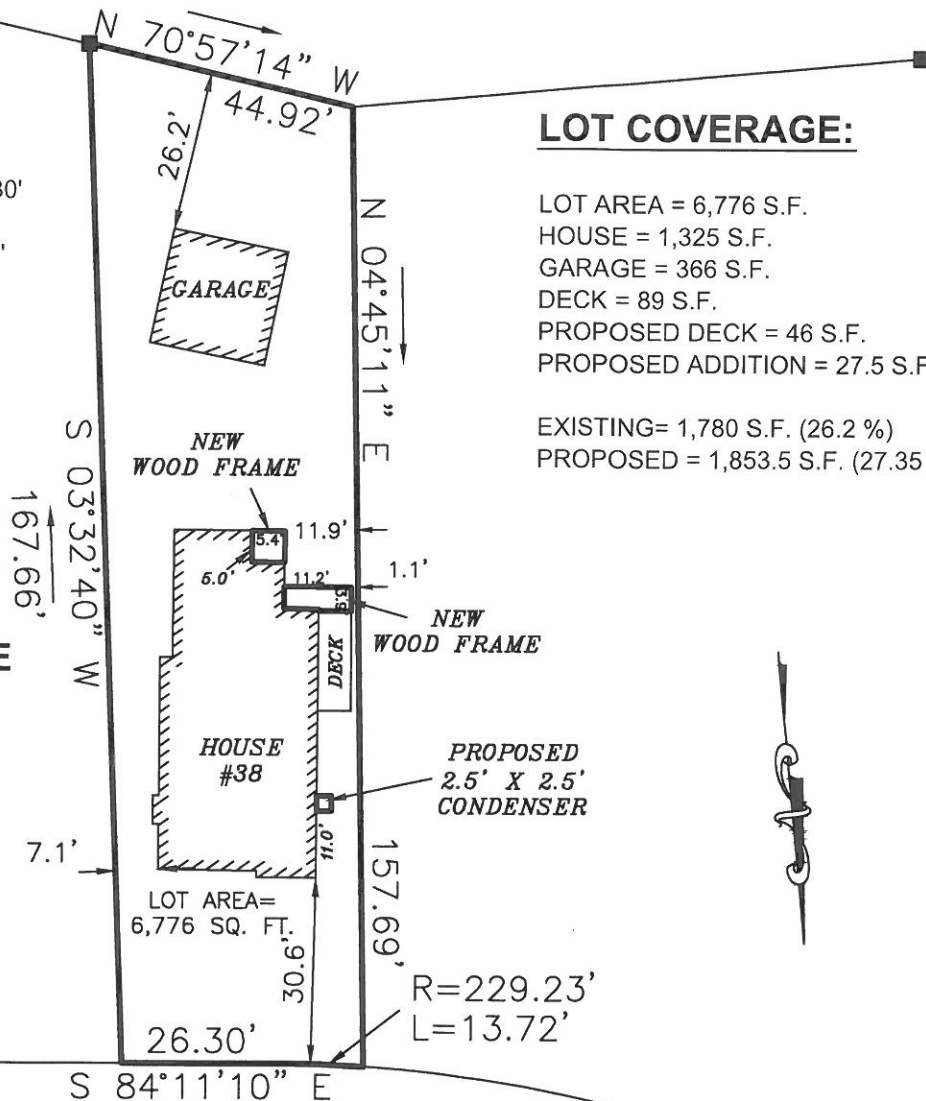 N 70°57'14" W
44.92'
26.2'
30'
'
GARAGE
N 04°45'11" E
LOT COVERAGE:
LOT AREA = 6,776 S.F.
HOUSE = 1,325 S.F.
GARAGE = 366 S.F.
DECK = 89 S.F.
PROPOSED DECK = 46 S.F.
PROPOSED ADDITION = 27.5 S.F
EXISTING= 1,780 S.F. (26.2 %)
PROPOSED = 1,853.5 S.F. (27.35
S 03°32'40" W
167.66'
E
NEW
WOOD FRAME
5.4'
11.9'
5.0'
11.2'
3.9
1.1'
NEW
WOOD FRAME
DECK
HOUSE
#38
PROPOSED
2.5' X 2.5'
CONDENSER
11.0'
7.1'
157.69'
LOT AREA=
6,776 SQ. FT.
30.6'
R=229.23'
L=13.72'
26.30'
S 84°11'10" E